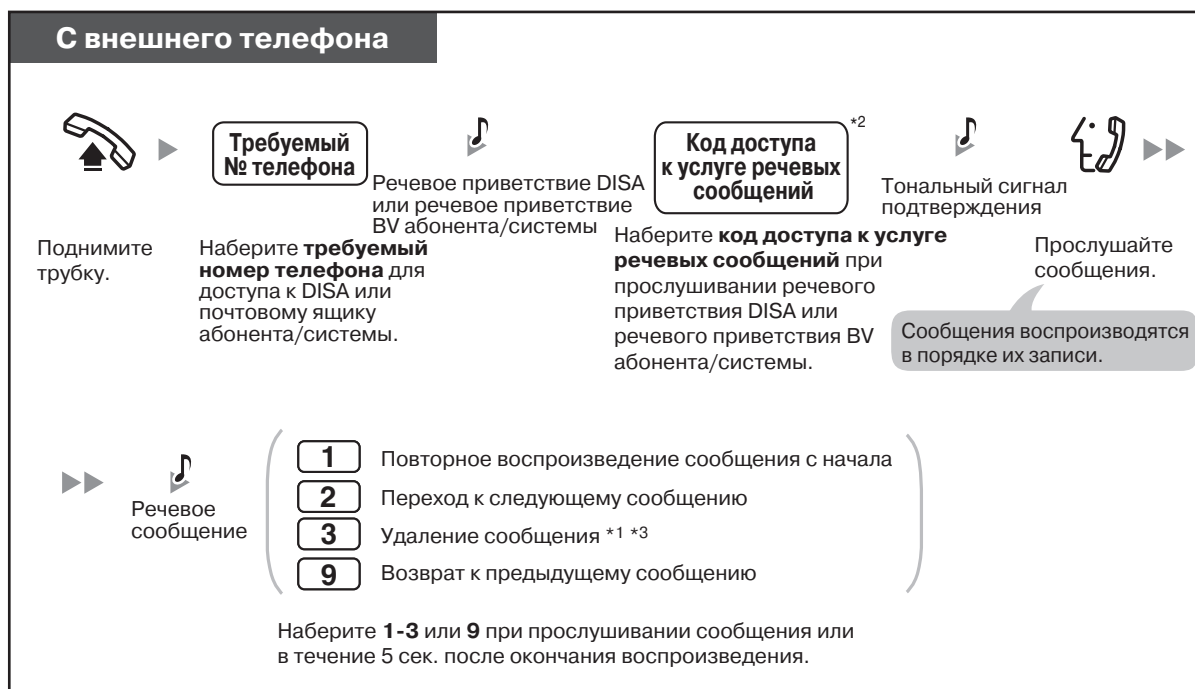 С внешнего телефона
Требуемый
№ телефона
Речевое приветствие DISA
или речевое приветствие
BV абонента/системы
Код доступа
к услуге речевых
сообщений
*2
Тональный сигнал
подтверждения
Поднимите
трубку.
Наберите требуемый
номер телефона для
доступа к DISA или
почтовому ящику
абонента/системы.
Наберите код доступа к услуге
речевых сообщений при
прослушивании речевого
приветствия DISA или
речевого приветствия BV
абонента/системы.
Прослушайте
сообщения.
Сообщения воспроизводятся
в порядке их записи.
Речевое
сообщение
1 Повторное воспроизведение сообщения с начала
2 Переход к следующему сообщению
3 Удаление сообщения *1 *3
9 Возврат к предыдущему сообщению
Наберите 1-3 или 9 при прослушивании сообщения или
в течение 5 сек. после окончания воспроизведения.